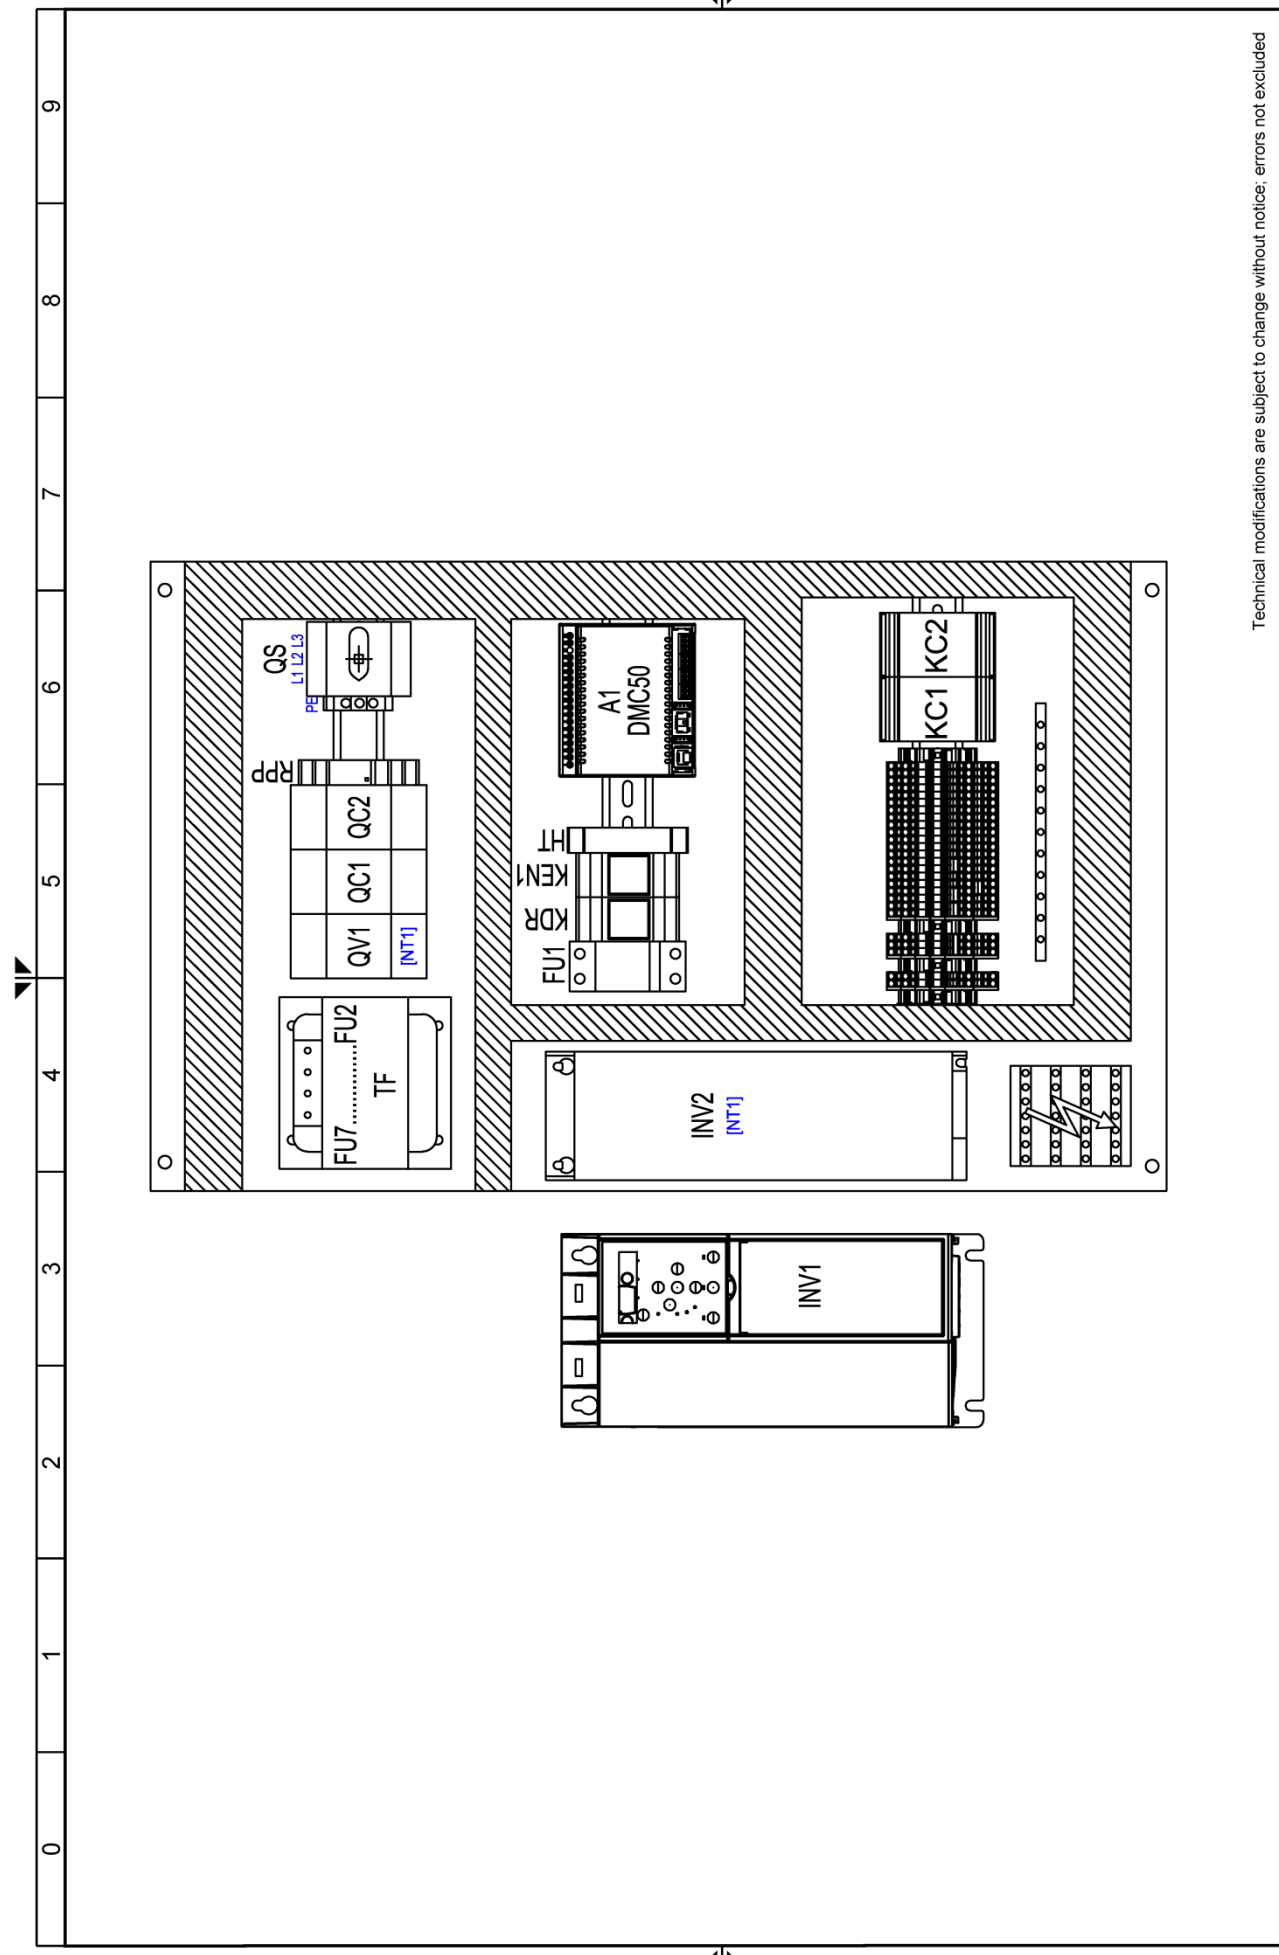 0 1 2 3 4 5 6 7 8 9
QS
L1 L2 L3
PE
RPP
FU7..............FU2
TF
QV1
QC1
QC2
[NT1]
A1
DMC50
HT
KEN1
KDR
FU1
INV2
[NT1]
KC1
KC2
INV1
Technical modifications are subject to change without notice; errors not excluded